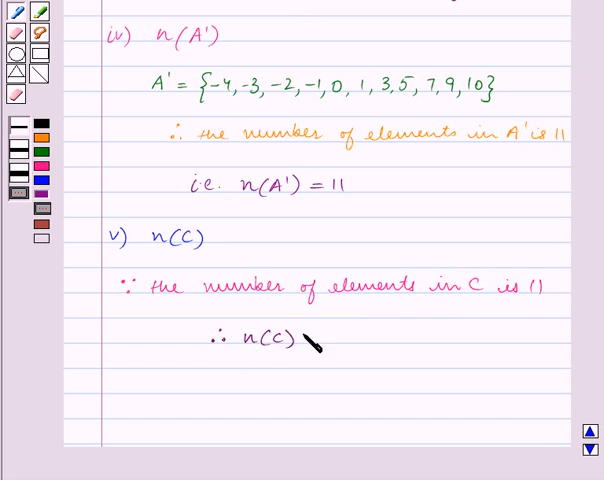 iv) n(A')
A' = {-4, -3, -2, -1, 0, 1, 3, 5, 7, 9, 10}
∴ the number of elements in A' is 11
i.e. n(A') = 11
v) n(C)
∵ the number of elements in C is 11
∴ n(C)